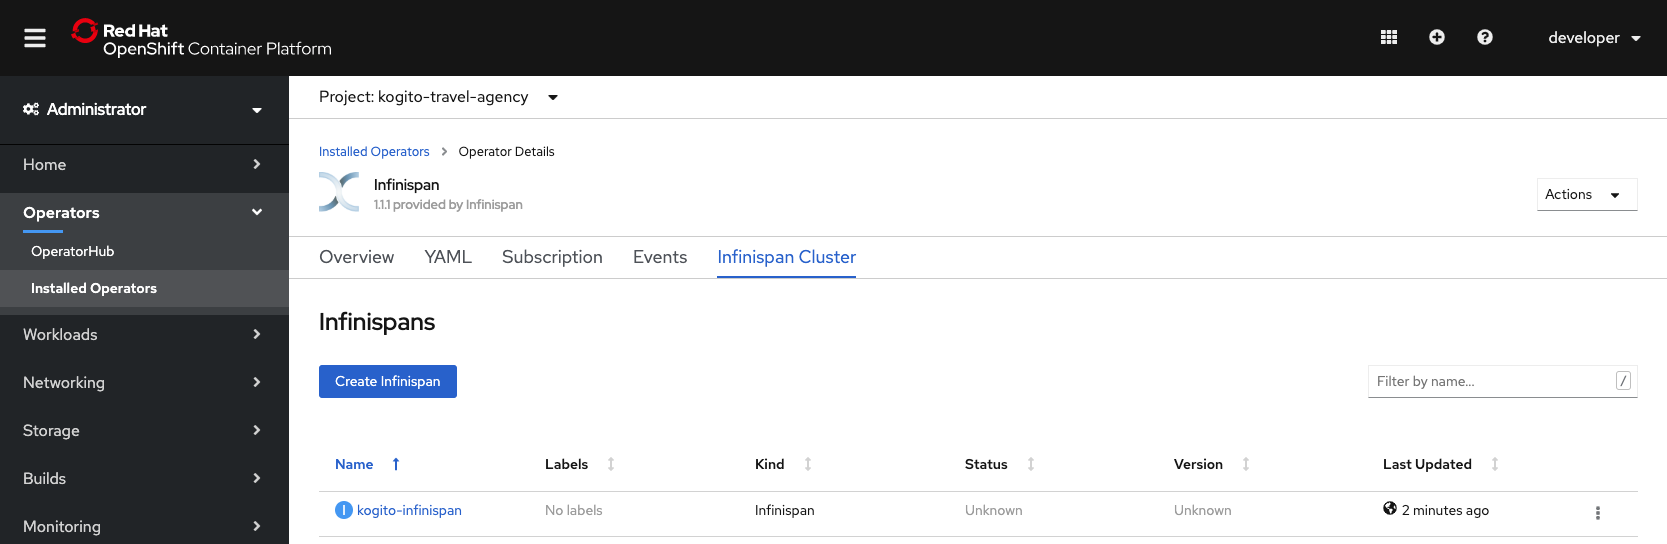 Red Hat
OpenShift Container Platform
developer
Administrator
Home
Operators
OperatorHub
Installed Operators
Workloads
Networking
Storage
Builds
Monitoring
Project: kogito-travel-agency
Installed Operators > Operator Details
Infinispan
1.1.1 provided by Infinispan
Actions
Overview YAML Subscription Events Infinispan Cluster
Infinispans
Create Infinispan
Filter by name... /
Name Labels Kind Status Version Last Updated
I kogito-infinispan No labels Infinispan Unknown Unknown 2 minutes ago